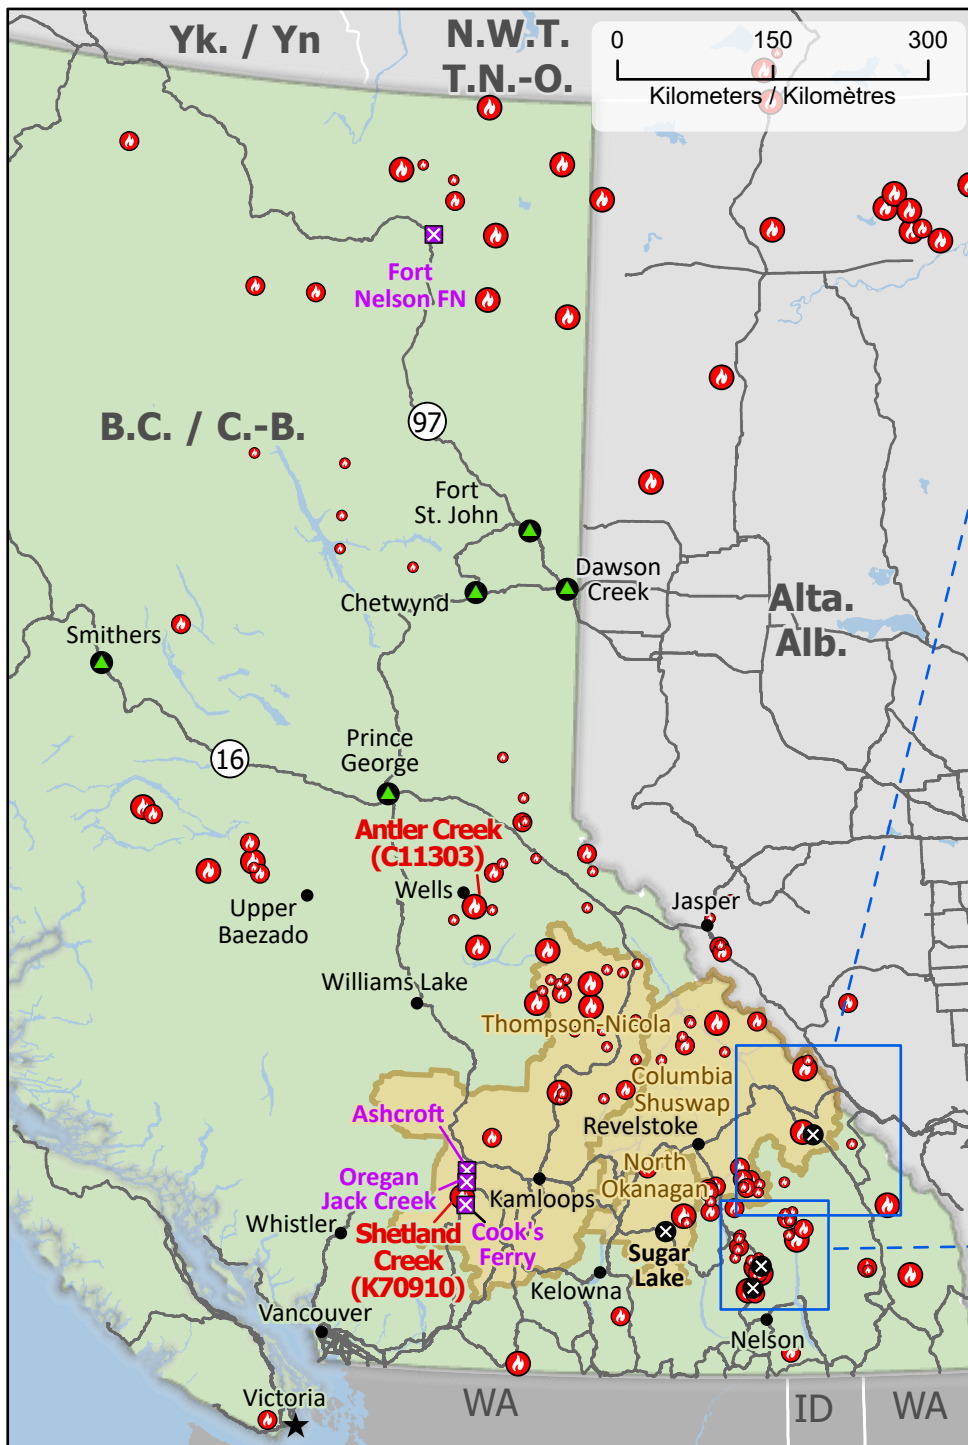 Yk. / Yn
N.W.T.
T.N.-O.
0 150 300
Kilometers / Kilomètres
Fort
Nelson FN
B.C. / C.-B.
97
Fort
St. John
Dawson
Creek
Chetwynd
Alta.
Alb.
Smithers
16
Prince
George
Antler Creek
(C11303)
Wells
Jasper
Upper
Baezado
Williams Lake
Thompson-Nicola
Columbia
Shuswap
Ashcroft
Revelstoke
North
Okanagan
Oregan
Jack Creek
Kamloops
Whistler
Shetland
Creek
(K70910)
Cook's
Ferry
Sugar
Lake
Kelowna
Vancouver
Nelson
Victoria
WA
ID
WA